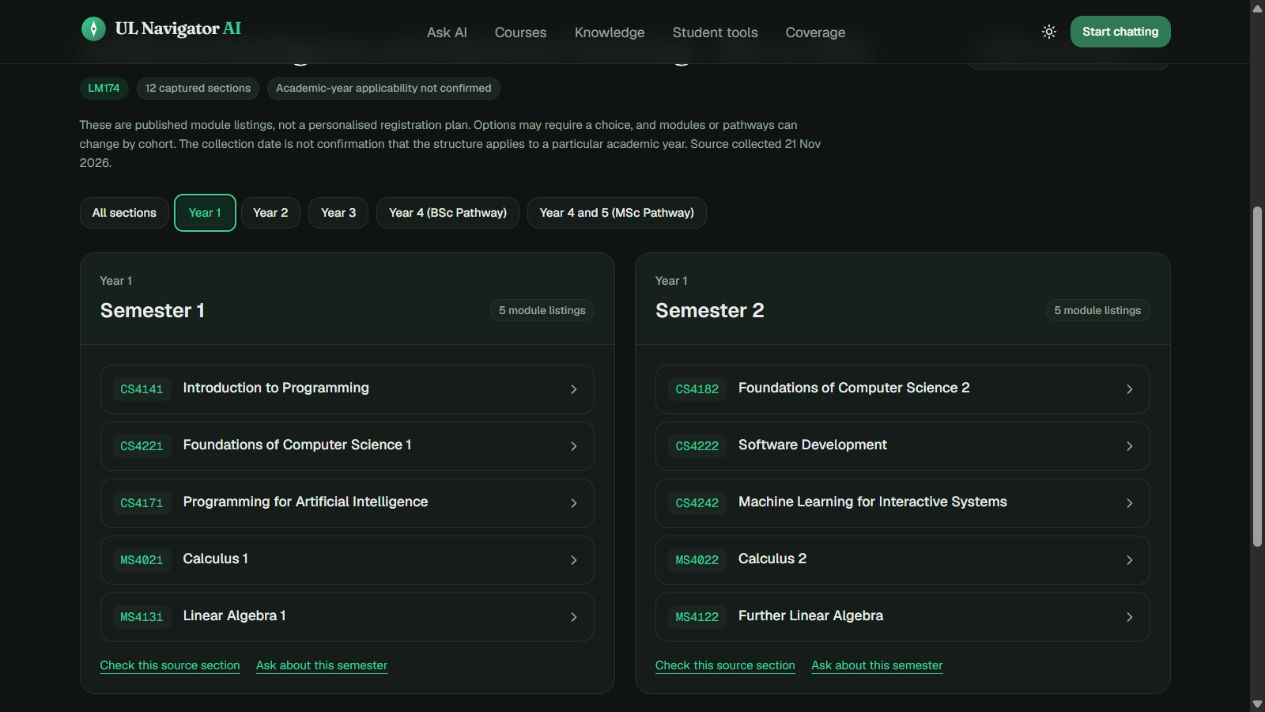 UL Navigator AI
Ask AI
Courses
Knowledge
Student tools
Coverage
Start chatting
LM174
12 captured sections
Academic-year applicability not confirmed
These are published module listings, not a personalised registration plan. Options may require a choice, and modules or pathways can
change by cohort. The collection date is not confirmation that the structure applies to a particular academic year. Source collected 21 Nov
2026.
All sections
Year 1
Year 2
Year 3
Year 4 (BSc Pathway)
Year 4 and 5 (MSc Pathway)
Year 1
Semester 1
5 module listings
CS4141 Introduction to Programming
CS4221 Foundations of Computer Science 1
CS4171 Programming for Artificial Intelligence
MS4021 Calculus 1
MS4131 Linear Algebra 1
Check this source section
Ask about this semester
Year 1
Semester 2
5 module listings
CS4182 Foundations of Computer Science 2
CS4222 Software Development
CS4242 Machine Learning for Interactive Systems
MS4022 Calculus 2
MS4122 Further Linear Algebra
Check this source section
Ask about this semester